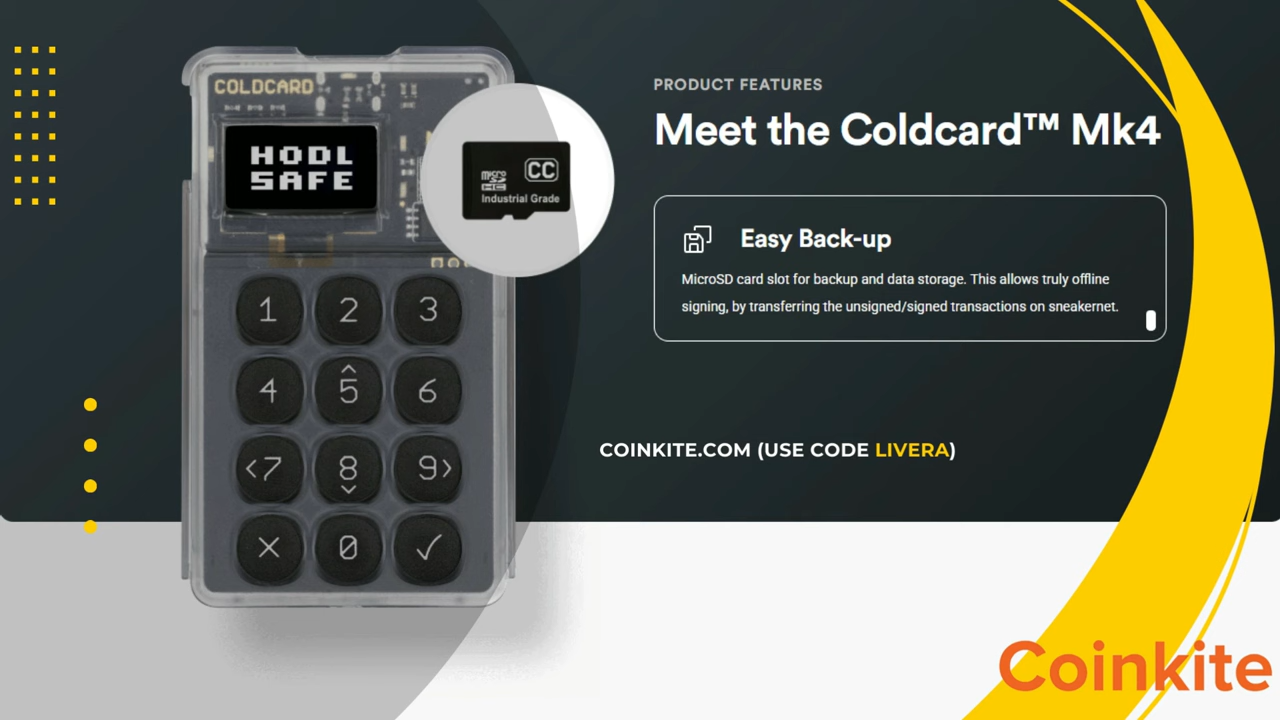 COLDCARD
HODL
SAFE
micro
SD
HC
CC
Industrial Grade
1
2
3
4
5
6
<7
8
9>
0
PRODUCT FEATURES
Meet the Coldcard™ Mk4
Easy Back-up
MicroSD card slot for backup and data storage. This allows truly offline
signing, by transferring the unsigned/signed transactions on sneakernet.
COINKITE.COM (USE CODE LIVERA)
Coinkite